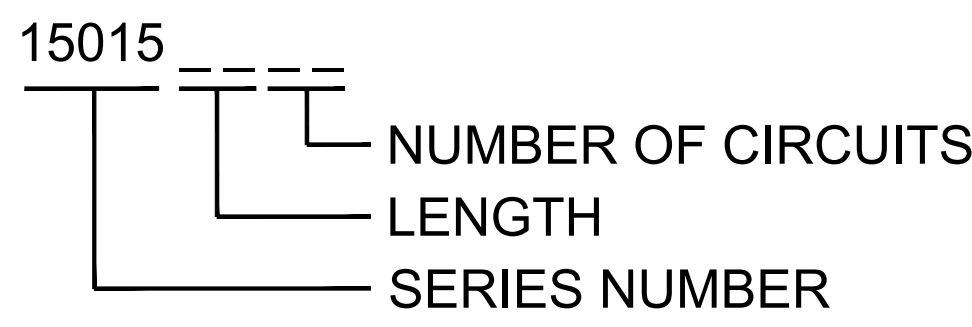 15015 _ _ _ _
NUMBER OF CIRCUITS
LENGTH
SERIES NUMBER